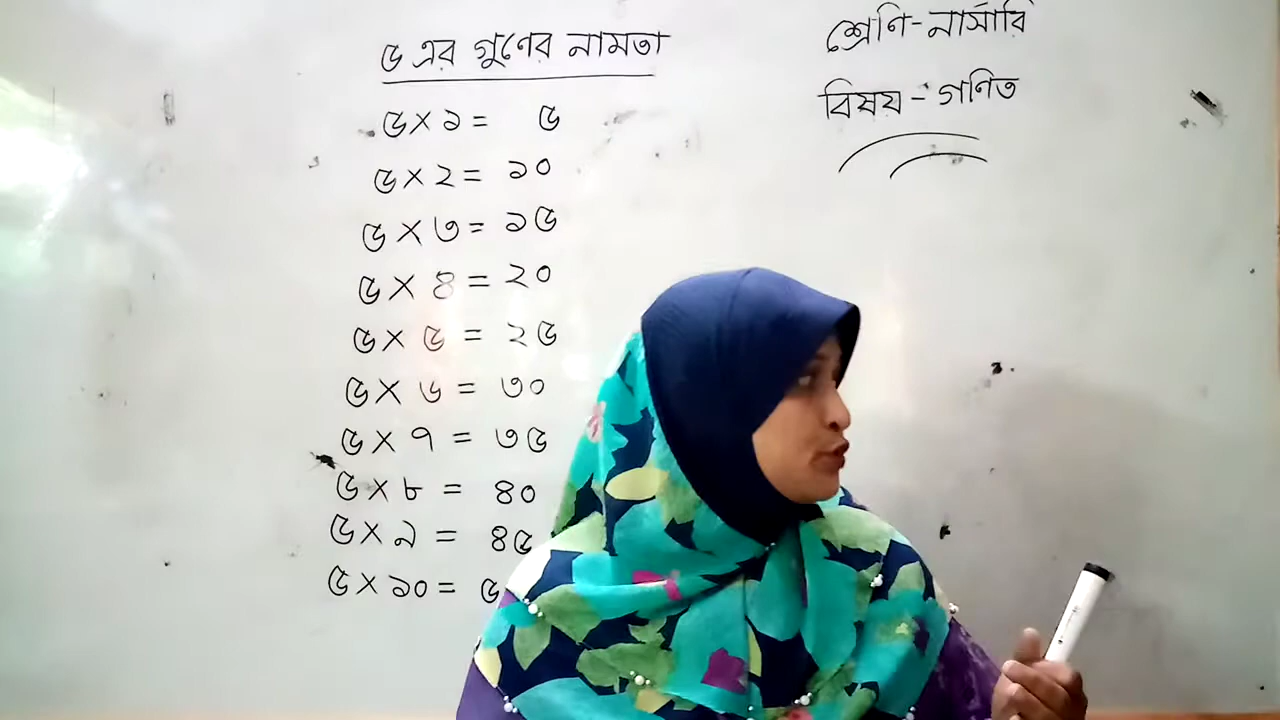 ৫ এর গুণের নামতা
৫ × ১ = ৫
৫ × ২ = ১০
৫ × ৩ = ১৫
৫ × ৪ = ২০
৫ × ৫ = ২৫
৫ × ৬ = ৩০
৫ × ৭ = ৩৫
৫ × ৮ = ৪০
৫ × ৯ = ৪৫
৫ × ১০ = ৫
শ্রেণি - নার্সারি
বিষয় - গণিত